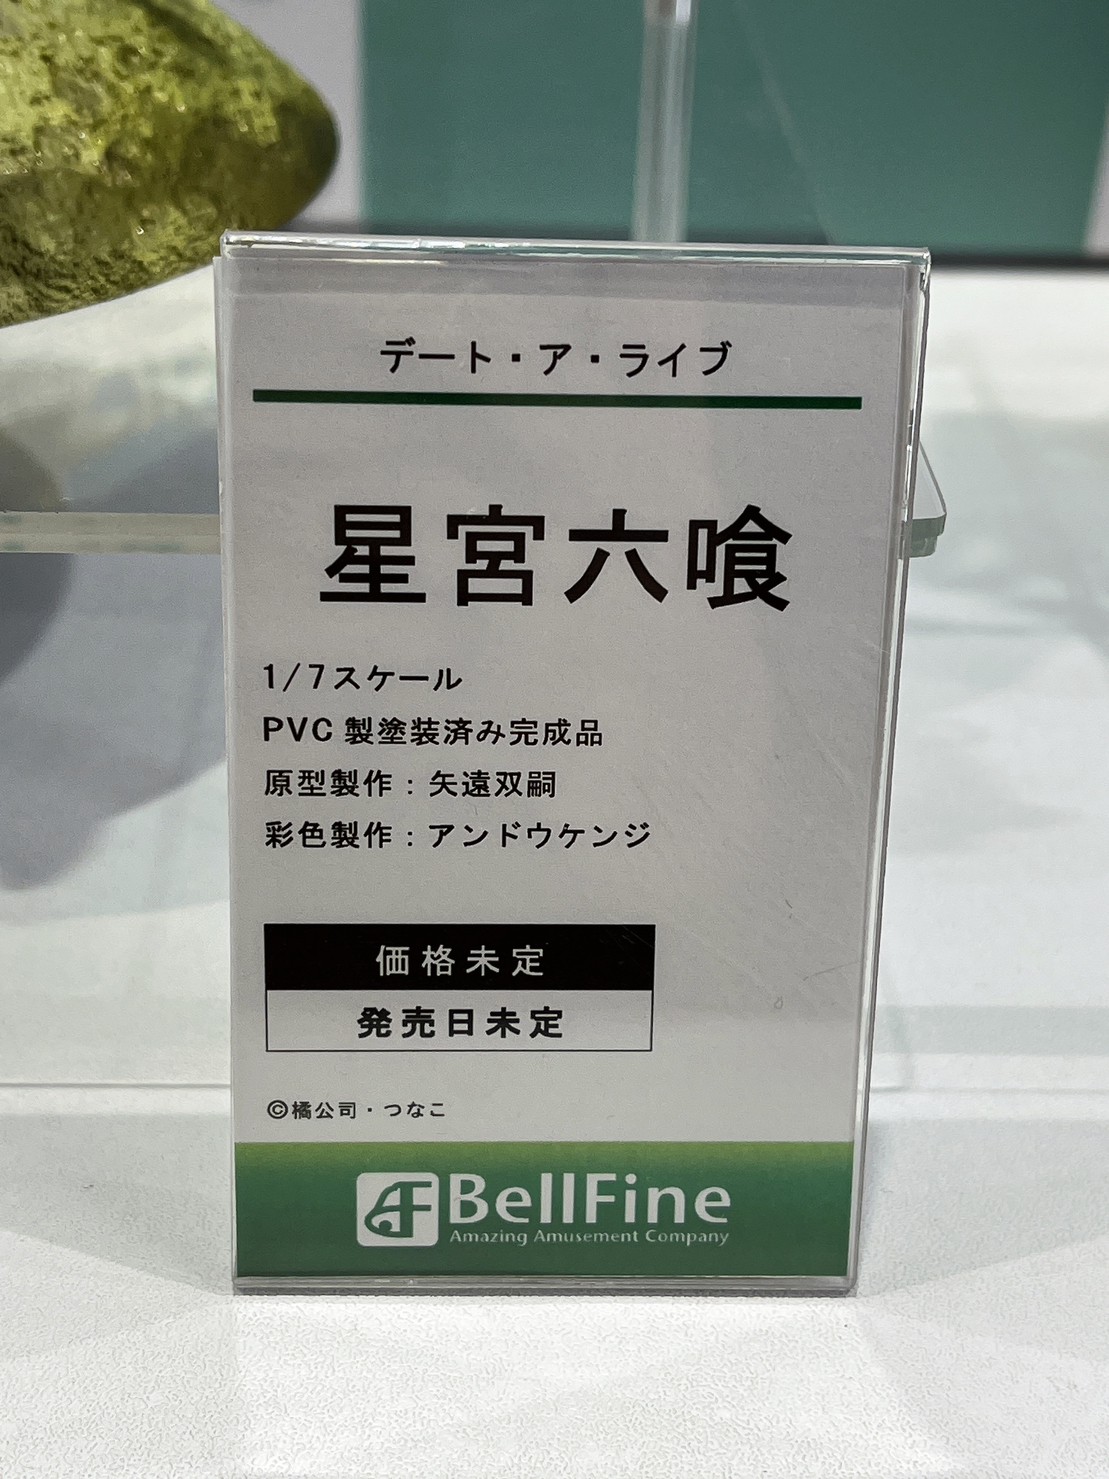 デート・ア・ライブ
星宮六喰
1/7スケール
PVC製塗装済み完成品
原型製作：矢遠双嗣
彩色製作：アンドウケンジ
価格未定
発売日未定
©橘公司・つなこ
BellFine
Amazing Amusement Company